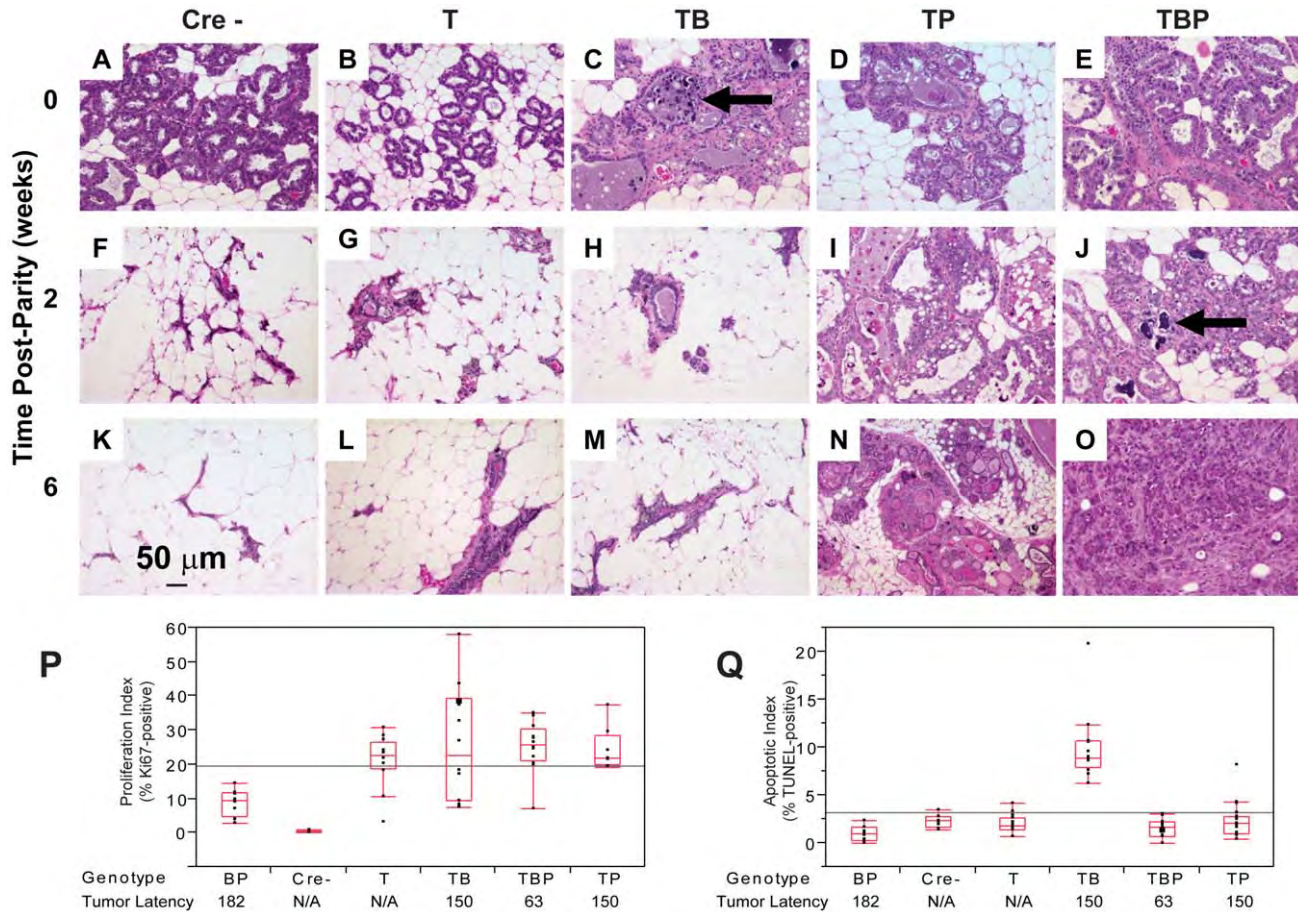 Cre - T TB TP TBP
Time Post-Parity (weeks)
0
A B C D E
2
F G H I J
6
K L M N O
50 μm
P
Proliferation Index
(% Ki67-positive)
60
50
40
30
20
10
0
Genotype BP Cre- T TB TBP TP
Tumor Latency 182 N/A N/A 150 63 150
Q
Apoptotic Index
(% TUNEL-positive)
20
15
10
5
0
Genotype BP Cre- T TB TBP TP
Tumor Latency 182 N/A N/A 150 63 150